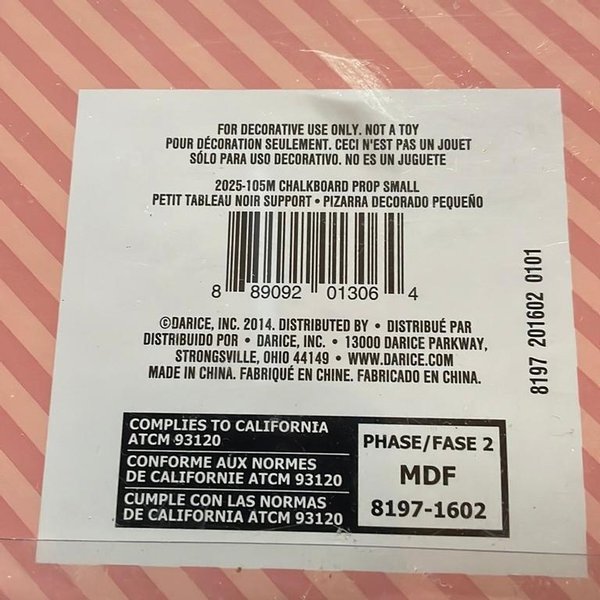 FOR DECORATIVE USE ONLY. NOT A TOY
POUR DÉCORATION SEULEMENT. CECI N'EST PAS UN JOUET
SÓLO PARA USO DECORATIVO. NO ES UN JUGUETE
2025-105M CHALKBOARD PROP SMALL
PETIT TABLEAU NOIR SUPPORT • PIZARRA DECORADO PEQUEÑO
8 89092 01306 4
©DARICE, INC. 2014. DISTRIBUTED BY • DISTRIBUÉ PAR
DISTRIBUIDO POR • DARICE, INC. • 13000 DARICE PARKWAY,
STRONGSVILLE, OHIO 44149 • WWW.DARICE.COM
MADE IN CHINA. FABRIQUÉ EN CHINE. FABRICADO EN CHINA.
8197 201602 0101
COMPLIES TO CALIFORNIA
ATCM 93120
CONFORME AUX NORMES
DE CALIFORNIE ATCM 93120
CUMPLE CON LAS NORMAS
DE CALIFORNIA ATCM 93120
PHASE/FASE 2
MDF
8197-1602